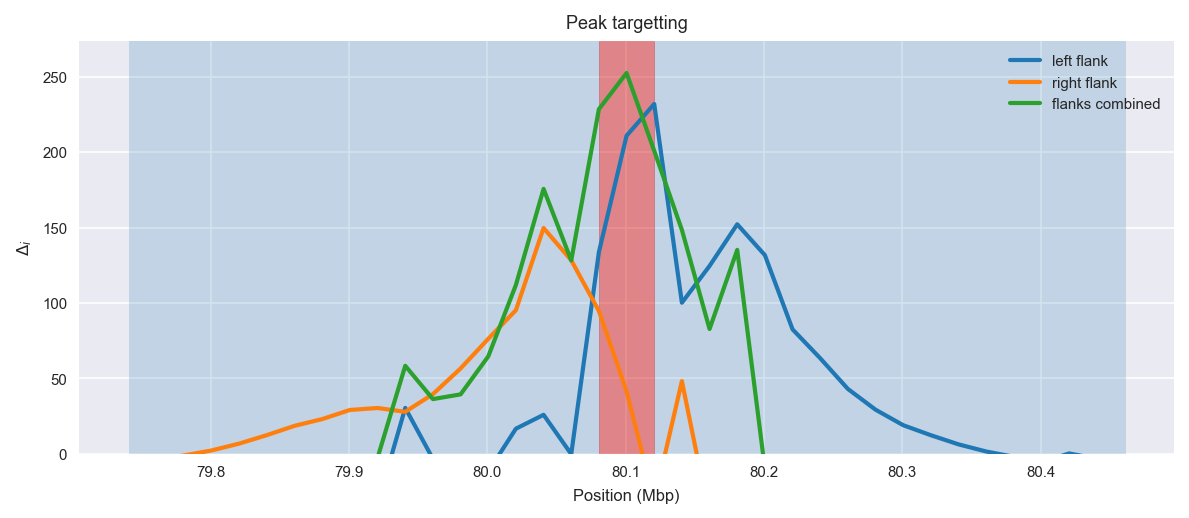 Peak targetting
left flank
right flank
flanks combined
250
200
150
100
50
0
Δi
79.8 79.9 80.0 80.1 80.2 80.3 80.4
Position (Mbp)